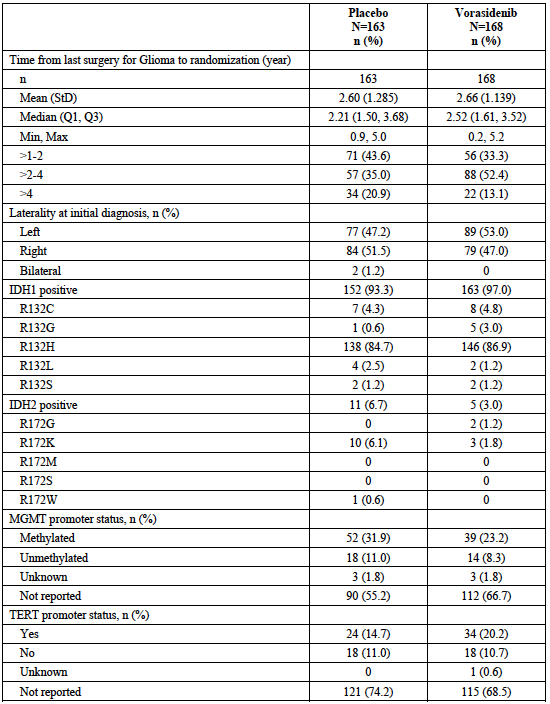 Placebo
N=163
n (%)
Vorasidenib
N=168
n (%)
Time from last surgery for Glioma to randomization (year)
n 163 168
Mean (StD) 2.60 (1.285) 2.66 (1.139)
Median (Q1, Q3) 2.21 (1.50, 3.68) 2.52 (1.61, 3.52)
Min, Max 0.9, 5.0 0.2, 5.2
>1-2 71 (43.6) 56 (33.3)
>2-4 57 (35.0) 88 (52.4)
>4 34 (20.9) 22 (13.1)
Laterality at initial diagnosis, n (%)
Left 77 (47.2) 89 (53.0)
Right 84 (51.5) 79 (47.0)
Bilateral 2 (1.2) 0
IDH1 positive 152 (93.3) 163 (97.0)
R132C 7 (4.3) 8 (4.8)
R132G 1 (0.6) 5 (3.0)
R132H 138 (84.7) 146 (86.9)
R132L 4 (2.5) 2 (1.2)
R132S 2 (1.2) 2 (1.2)
IDH2 positive 11 (6.7) 5 (3.0)
R172G 0 2 (1.2)
R172K 10 (6.1) 3 (1.8)
R172M 0 0
R172S 0 0
R172W 1 (0.6) 0
MGMT promoter status, n (%)
Methylated 52 (31.9) 39 (23.2)
Unmethylated 18 (11.0) 14 (8.3)
Unknown 3 (1.8) 3 (1.8)
Not reported 90 (55.2) 112 (66.7)
TERT promoter status, n (%)
Yes 24 (14.7) 34 (20.2)
No 18 (11.0) 18 (10.7)
Unknown 0 1 (0.6)
Not reported 121 (74.2) 115 (68.5)